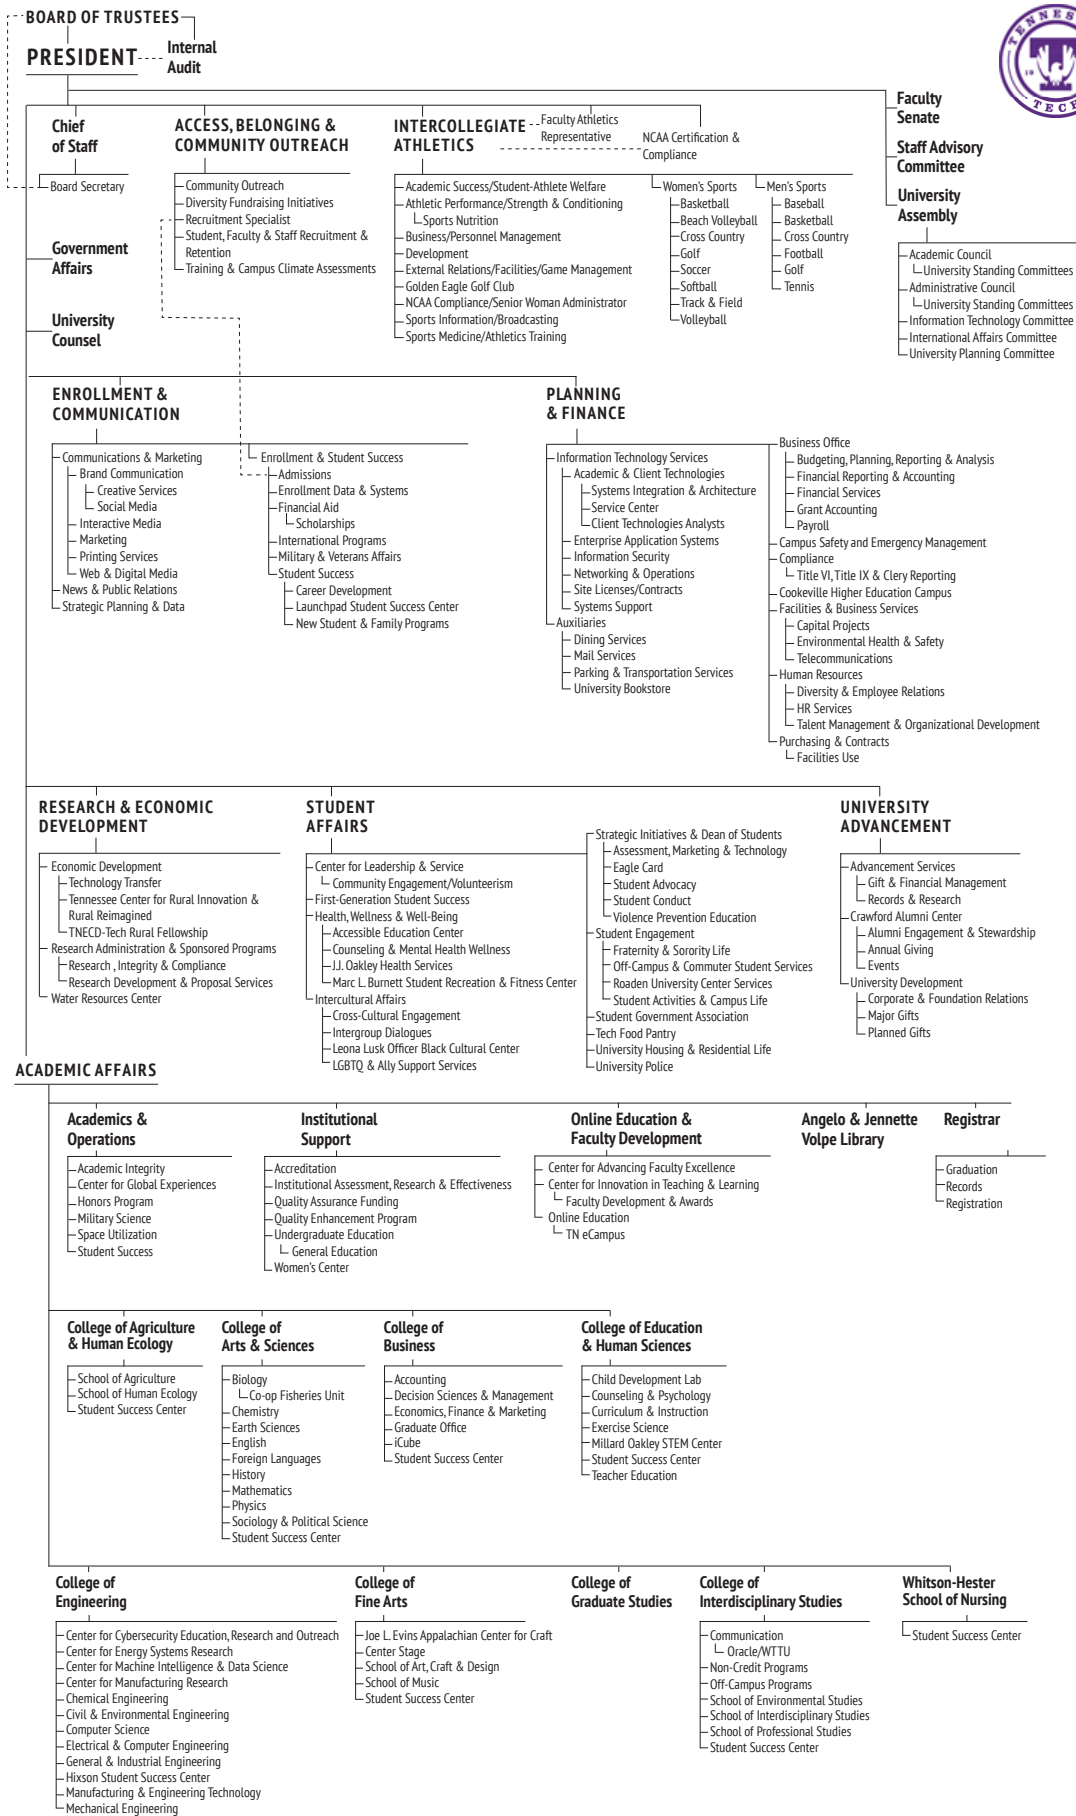 BOARD OF TRUSTEES
PRESIDENT
Internal
Audit
TENNES
TECH
Faculty
Senate
Staff Advisory
Committee
University
Assembly
Academic Council
University Standing Committees
Administrative Council
University Standing Committees
Information Technology Committee
International Affairs Committee
University Planning Committee
Chief
of Staff
Board Secretary
Government
Affairs
University
Counsel
ACCESS, BELONGING &
COMMUNITY OUTREACH
Community Outreach
Diversity Fundraising Initiatives
Recruitment Specialist
Student, Faculty & Staff Recruitment &
Retention
Training & Campus Climate Assessments
INTERCOLLEGIATE
ATHLETICS
Faculty Athletics
Representative
NCAA Certification &
Compliance
Academic Success/Student-Athlete Welfare
Athletic Performance/Strength & Conditioning
Sports Nutrition
Business/Personnel Management
Development
External Relations/Facilities/Game Management
Golden Eagle Golf Club
NCAA Compliance/Senior Woman Administrator
Sports Information/Broadcasting
Sports Medicine/Athletics Training
Women's Sports
Basketball
Beach Volleyball
Cross Country
Golf
Soccer
Softball
Track & Field
Volleyball
Men's Sports
Baseball
Basketball
Cross Country
Football
Golf
Tennis
ENROLLMENT &
COMMUNICATION
Communications & Marketing
Brand Communication
Creative Services
Social Media
Interactive Media
Marketing
Printing Services
Web & Digital Media
News & Public Relations
Strategic Planning & Data
Enrollment & Student Success
Admissions
Enrollment Data & Systems
Financial Aid
Scholarships
International Programs
Military & Veterans Affairs
Student Success
Career Development
Launchpad Student Success Center
New Student & Family Programs
PLANNING
& FINANCE
Information Technology Services
Academic & Client Technologies
Systems Integration & Architecture
Service Center
Client Technologies Analysts
Enterprise Application Systems
Information Security
Networking & Operations
Site Licenses/Contracts
Systems Support
Auxiliaries
Dining Services
Mail Services
Parking & Transportation Services
University Bookstore
Business Office
Budgeting, Planning, Reporting & Analysis
Financial Reporting & Accounting
Financial Services
Grant Accounting
Payroll
Campus Safety and Emergency Management
Compliance
Title VI, Title IX & Clery Reporting
Cookeville Higher Education Campus
Facilities & Business Services
Capital Projects
Environmental Health & Safety
Telecommunications
Human Resources
Diversity & Employee Relations
HR Services
Talent Management & Organizational Development
Purchasing & Contracts
Facilities Use
RESEARCH & ECONOMIC
DEVELOPMENT
Economic Development
Technology Transfer
Tennessee Center for Rural Innovation &
Rural Reimagined
TNECD-Tech Rural Fellowship
Research Administration & Sponsored Programs
Research , Integrity & Compliance
Research Development & Proposal Services
Water Resources Center
STUDENT
AFFAIRS
Center for Leadership & Service
Community Engagement/Volunteerism
First-Generation Student Success
Health, Wellness & Well-Being
Accessible Education Center
Counseling & Mental Health Wellness
J.J. Oakley Health Services
Marc L. Burnett Student Recreation & Fitness Center
Intercultural Affairs
Cross-Cultural Engagement
Intergroup Dialogues
Leona Lusk Officer Black Cultural Center
LGBTQ & Ally Support Services
Strategic Initiatives & Dean of Students
Assessment, Marketing & Technology
Eagle Card
Student Advocacy
Student Conduct
Violence Prevention Education
Student Engagement
Fraternity & Sorority Life
Off-Campus & Commuter Student Services
Roaden University Center Services
Student Activities & Campus Life
Student Government Association
Tech Food Pantry
University Housing & Residential Life
University Police
UNIVERSITY
ADVANCEMENT
Advancement Services
Gift & Financial Management
Records & Research
Crawford Alumni Center
Alumni Engagement & Stewardship
Annual Giving
Events
University Development
Corporate & Foundation Relations
Major Gifts
Planned Gifts
ACADEMIC AFFAIRS
Academics &
Operations
Academic Integrity
Center for Global Experiences
Honors Program
Military Science
Space Utilization
Student Success
Institutional
Support
Accreditation
Institutional Assessment, Research & Effectiveness
Quality Assurance Funding
Quality Enhancement Program
Undergraduate Education
General Education
Women's Center
Online Education &
Faculty Development
Center for Advancing Faculty Excellence
Center for Innovation in Teaching & Learning
Faculty Development & Awards
Online Education
TN eCampus
Angelo & Jennette
Volpe Library
Registrar
Graduation
Records
Registration
College of Agriculture
& Human Ecology
School of Agriculture
School of Human Ecology
Student Success Center
College of
Arts & Sciences
Biology
Co-op Fisheries Unit
Chemistry
Earth Sciences
English
Foreign Languages
History
Mathematics
Physics
Sociology & Political Science
Student Success Center
College of
Business
Accounting
Decision Sciences & Management
Economics, Finance & Marketing
Graduate Office
iCube
Student Success Center
College of Education
& Human Sciences
Child Development Lab
Counseling & Psychology
Curriculum & Instruction
Exercise Science
Millard Oakley STEM Center
Student Success Center
Teacher Education
College of
Engineering
Center for Cybersecurity Education, Research and Outreach
Center for Energy Systems Research
Center for Machine Intelligence & Data Science
Center for Manufacturing Research
Chemical Engineering
Civil & Environmental Engineering
Computer Science
Electrical & Computer Engineering
General & Industrial Engineering
Hixson Student Success Center
Manufacturing & Engineering Technology
Mechanical Engineering
College of
Fine Arts
Joe L. Evins Appalachian Center for Craft
Center Stage
School of Art, Craft & Design
School of Music
Student Success Center
College of
Graduate Studies
College of
Interdisciplinary Studies
Communication
Oracle/WTTU
Non-Credit Programs
Off-Campus Programs
School of Environmental Studies
School of Interdisciplinary Studies
School of Professional Studies
Student Success Center
Whitson-Hester
School of Nursing
Student Success Center